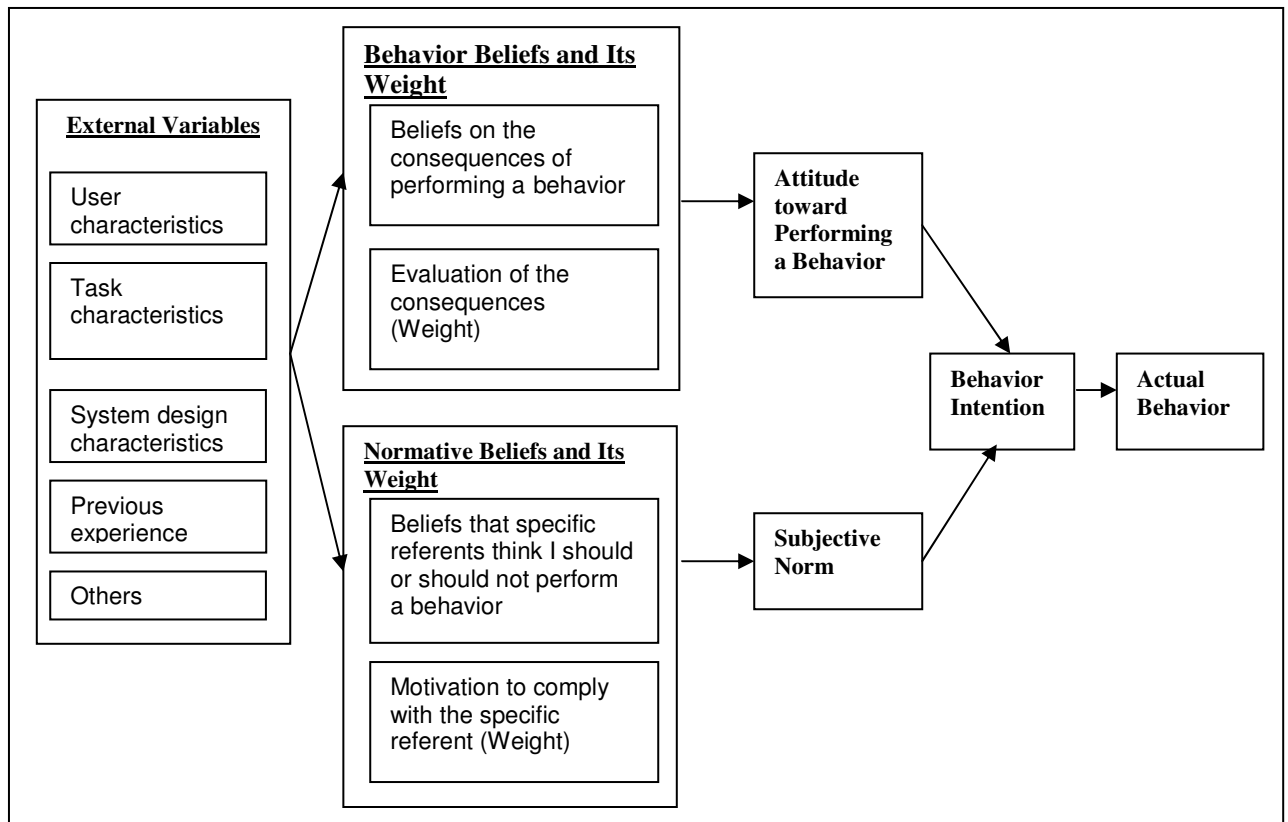 External Variables
User
characteristics
Task
characteristics
System design
characteristics
Previous
experience
Others
Behavior Beliefs and Its
Weight
Beliefs on the
consequences of
performing a behavior
Evaluation of the
consequences
(Weight)
Normative Beliefs and Its
Weight
Beliefs that specific
referents think I should
or should not perform
a behavior
Motivation to comply
with the specific
referent (Weight)
Attitude
toward
Performing
a Behavior
Subjective
Norm
Behavior
Intention
Actual
Behavior